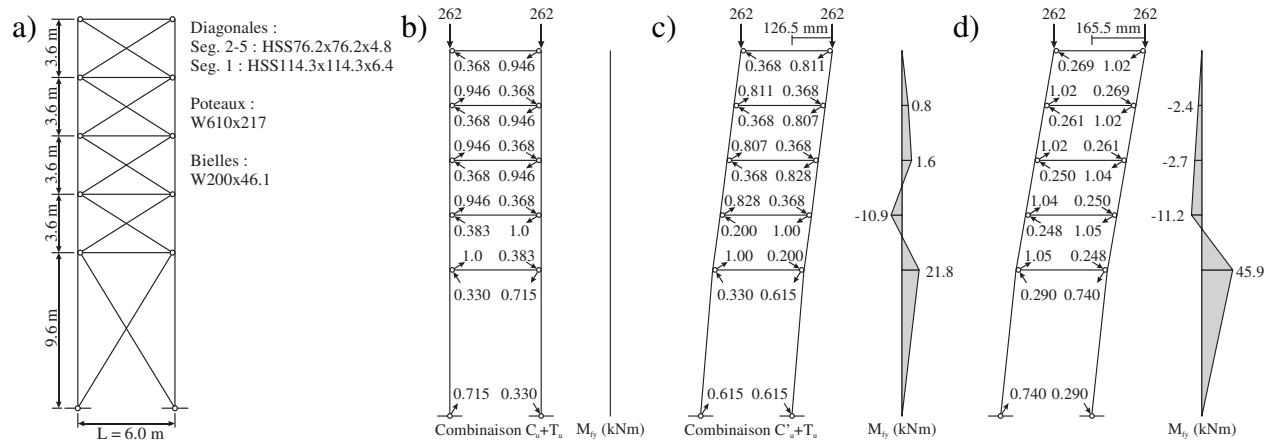 a)
3.6 m
3.6 m
3.6 m
3.6 m
9.6 m
L = 6.0 m
Diagonales :
Seg. 2-5 : HSS76.2x76.2x4.8
Seg. 1 : HSS114.3x114.3x6.4
Poteaux :
W610x217
Bielles :
W200x46.1
b)
262 262
0.368 0.946
0.946 0.368
0.368 0.946
0.946 0.368
0.368 0.946
0.946 0.368
0.383 1.0
1.0 0.383
0.330 0.715
0.715 0.330
Combinaison Cu+Tu
Mfy (kNm)
c)
262 262
126.5 mm
0.368 0.811
0.811 0.368
0.368 0.807
0.807 0.368
0.368 0.828
0.828 0.368
0.200 1.00
1.00 0.200
0.330 0.615
0.615 0.615
Combinaison C'u+Tu
0.8
1.6
-10.9
21.8
Mfy (kNm)
d)
262 262
165.5 mm
0.269 1.02
1.02 0.269
0.261 1.02
1.02 0.261
0.250 1.04
1.04 0.250
0.248 1.05
1.05 0.248
0.290 0.740
0.740 0.290
-2.4
-2.7
-11.2
45.9
Mfy (kNm)